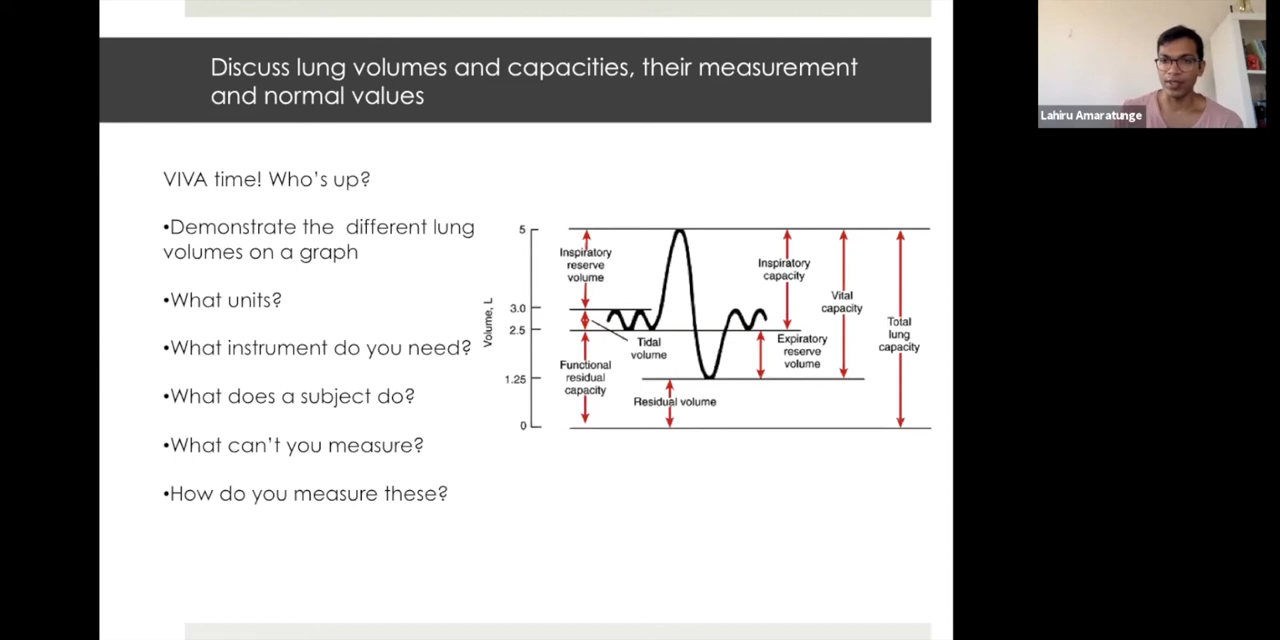 Discuss lung volumes and capacities, their measurement
and normal values
Lahiru Amaratunge
VIVA time! Who's up?
•Demonstrate the  different lung
volumes on a graph
•What units?
•What instrument do you need?
•What does a subject do?
•What can't you measure?
•How do you measure these?
Volume, L
5
3.0
2.5
1.25
0
Inspiratory
reserve
volume
Tidal
volume
Functional
residual
capacity
Residual volume
Inspiratory
capacity
Expiratory
reserve
volume
Vital
capacity
Total
lung
capacity